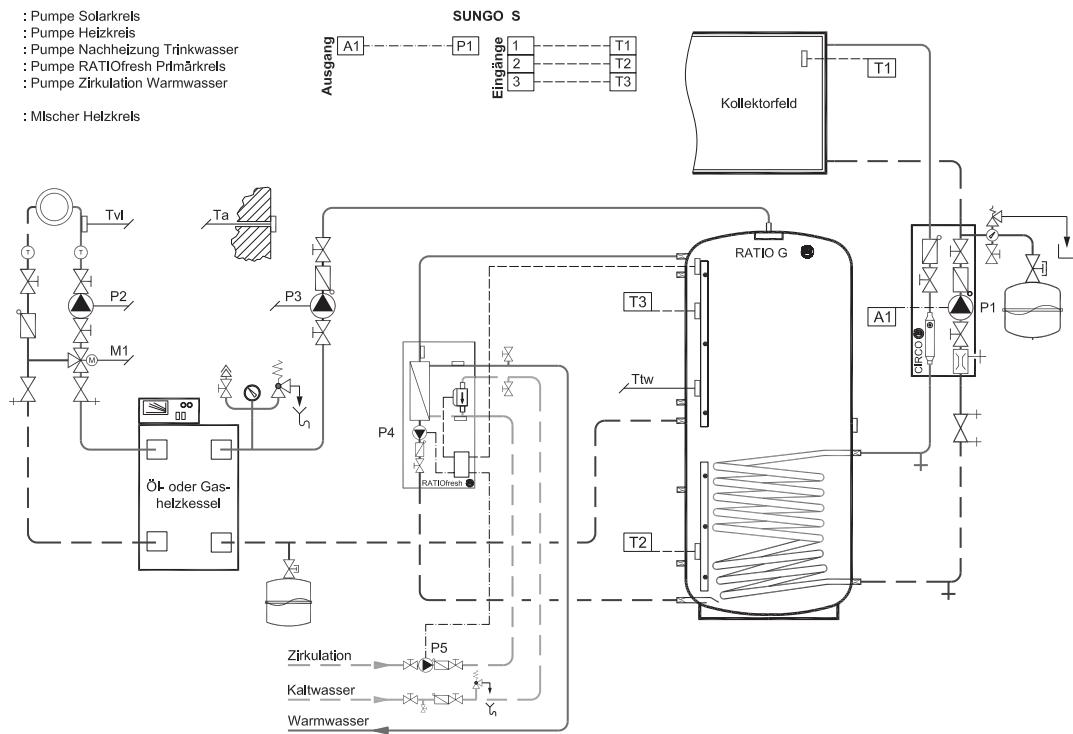 : Pumpe Solarkreis
: Pumpe Heizkreis
: Pumpe Nachheizung Trinkwasser
: Pumpe RATIOfresh Primärkreis
: Pumpe Zirkulation Warmwasser
: Mischer Heizkreis
SUNGO S
Ausgang
A1
P1
Eingänge
1
T1
2
T2
3
T3
Kollektorfeld
T1
Tvl
Ta
RATIO G
P2
P3
T3
A1
P1
M1
M
T
T
CIRCO
Ttw
P4
RATIOfresh
Öl- oder Gas-
heizkessel
T2
P5
Zirkulation
Kaltwasser
Warmwasser